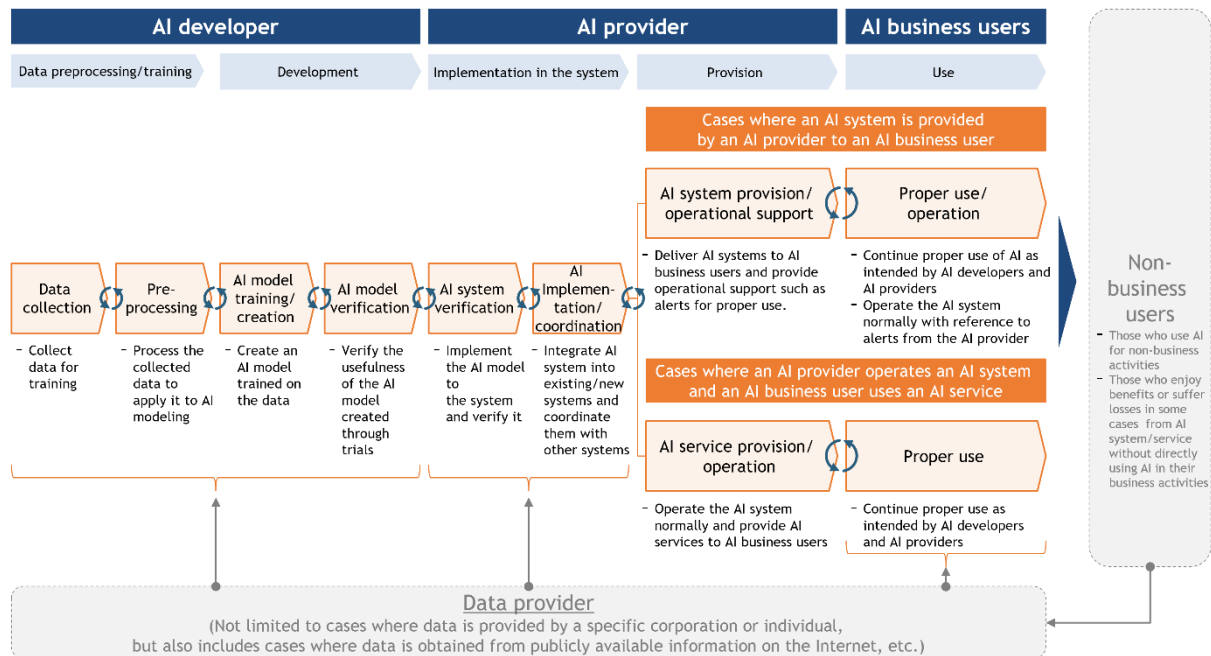 AI developer
AI provider
AI business users
Data preprocessing/training
Development
Implementation in the system
Provision
Use
Cases where an AI system is provided
by an AI provider to an AI business user
AI system provision/
operational support
Proper use/
operation
- Deliver AI systems to AI
business users and provide
operational support such as
alerts for proper use.
- Continue proper use of AI as
intended by AI developers and
AI providers
- Operate the AI system
normally with reference to
alerts from the AI provider
Data
collection
Pre-
processing
AI model
training/
creation
AI model
verification
AI system
verification
AI
Implemen-
tation/
coordination
- Collect
data for
training
- Process the
collected
data to
apply it to AI
modeling
- Create an
AI model
trained on
the data
- Verify the
usefulness
of the AI
model
created
through
trials
- Implement
the AI model
to
the system
and verify it
- Integrate AI
system into
existing/new
systems and
coordinate
them with
other systems
Cases where an AI provider operates an AI system
and an AI business user uses an AI service
AI service provision/
operation
Proper use
- Operate the AI system
normally and provide AI
services to AI business users
- Continue proper use as
intended by AI developers
and AI providers
Non-
business
users
- Those who use AI
for non-business
activities
- Those who enjoy
benefits or suffer
losses in some
cases from AI
system/service
without directly
using AI in their
business activities
Data provider
(Not limited to cases where data is provided by a specific corporation or individual,
but also includes cases where data is obtained from publicly available information on the Internet, etc.)